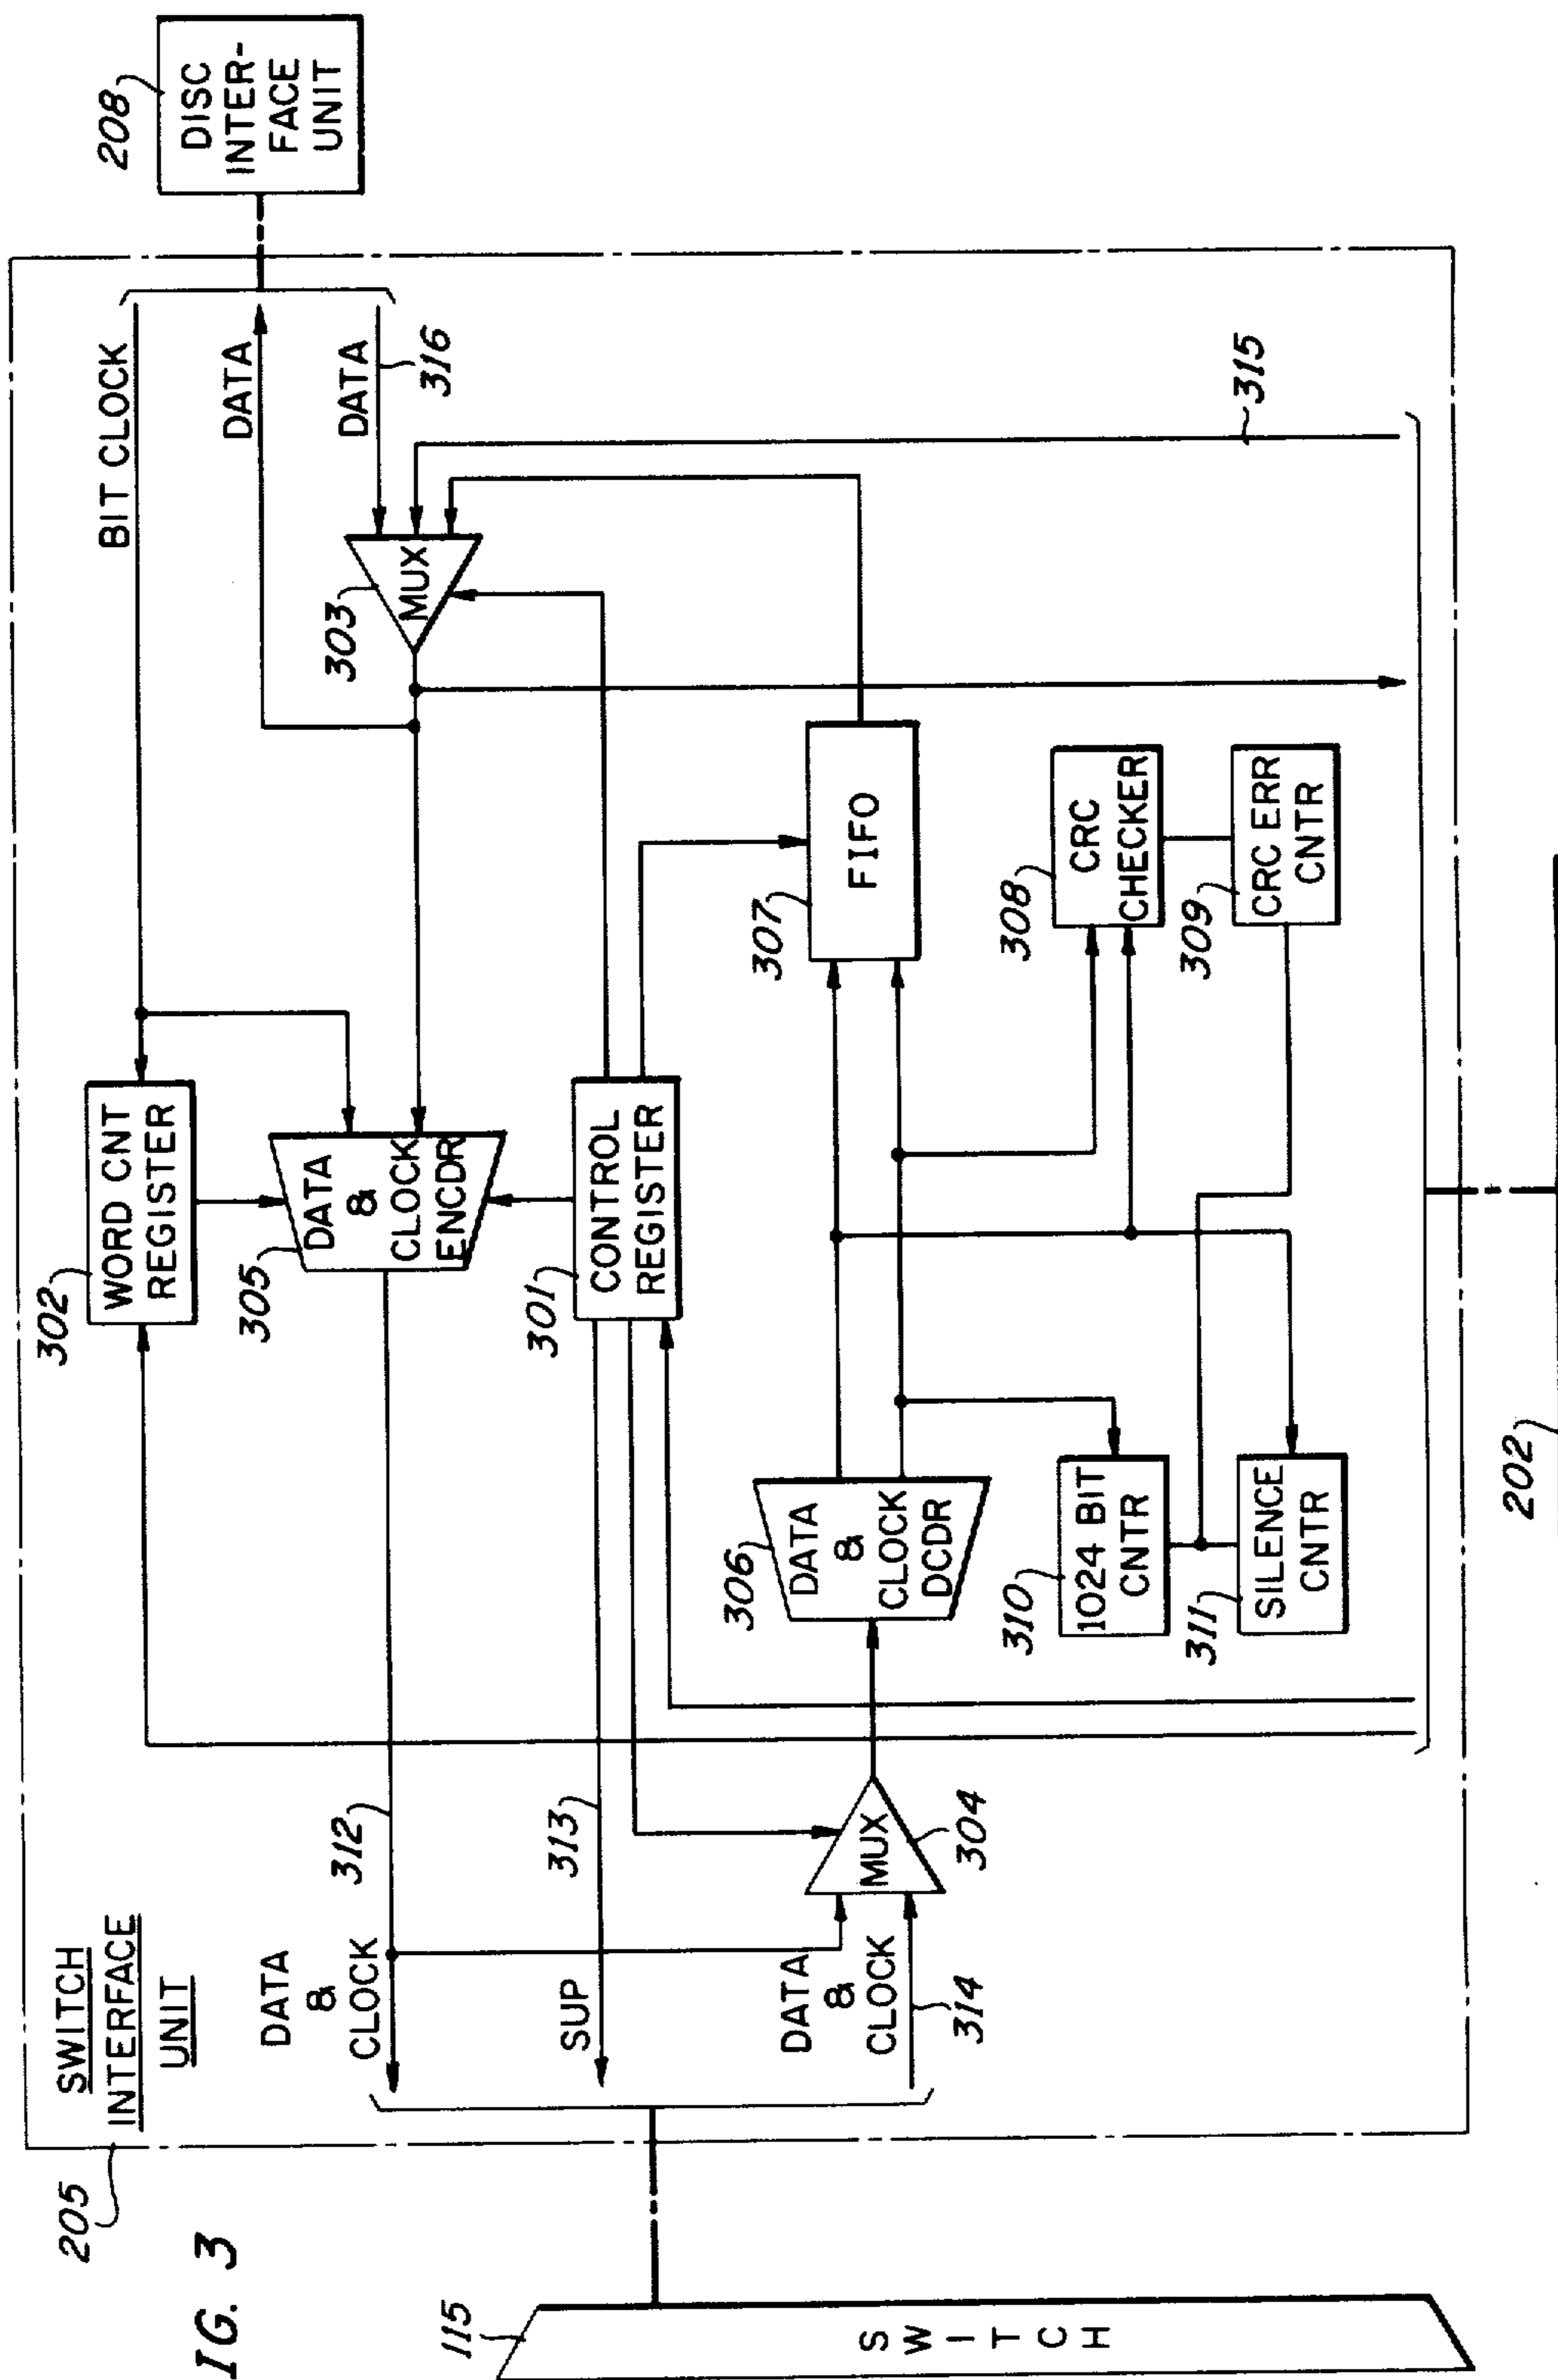 IG. 3
205
SWITCH
INTERFACE
UNIT
115
SWITCH
DATA
&
CLOCK
312
SUP
313
DATA
&
CLOCK
314
MUX
304
302
WORD CNT
REGISTER
305
DATA
&
CLOCK
ENCDR
301
CONTROL
REGISTER
306
DATA
&
CLOCK
DCDR
310
1024 BIT
CNTR
311
SILENCE
CNTR
307
FIFO
308
CRC
CHECKER
309
CRC ERR
CNTR
303
MUX
BIT CLOCK
DATA
DATA
316
315
208
DISC
INTER-
FACE
UNIT
202